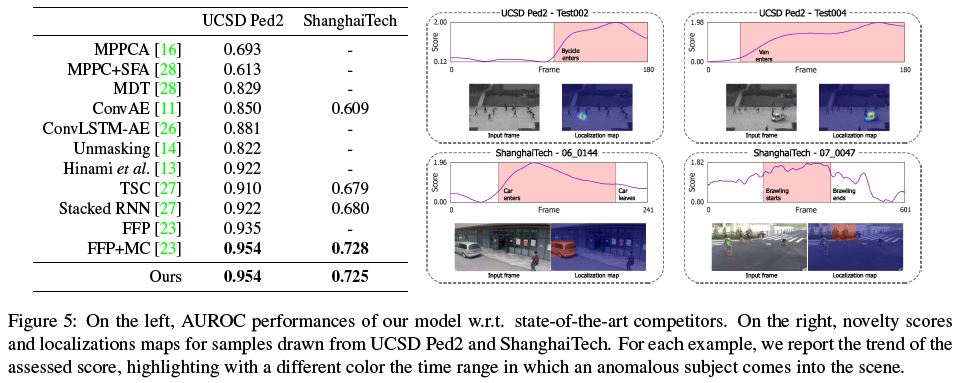 UCSD Ped2 ShanghaiTech
MPPCA [16] 0.693 -
MPPC+SFA [28] 0.613 -
MDT [28] 0.829 -
ConvAE [11] 0.850 0.609
ConvLSTM-AE [26] 0.881 -
Unmasking [14] 0.822 -
Hinami et al. [13] 0.922 -
TSC [27] 0.910 0.679
Stacked RNN [27] 0.922 0.680
FFP [23] 0.935 -
FFP+MC [23] 0.954 0.728
Ours 0.954 0.725
UCSD Ped2 - Test002
2.00
Score
0.12
Bycicle
enters
0 Frame 180
Input frame Localization map
UCSD Ped2 - Test004
1.00
Score
0.00
Van
enters
0 Frame 180
Input frame Localization map
ShanghaiTech - 06_0144
1.96
Score
0.00
Car
enters
Car
leaves
0 Frame 241
Input frame Localization map
ShanghaiTech - 07_0047
1.82
Score
0.00
Brawling
starts
Brawling
ends
0 Frame 601
Input frame Localization map
Figure 5: On the left, AUROC performances of our model w.r.t. state-of-the-art competitors. On the right, novelty scores
and localizations maps for samples drawn from UCSD Ped2 and ShanghaiTech. For each example, we report the trend of the
assessed score, highlighting with a different color the time range in which an anomalous subject comes into the scene.